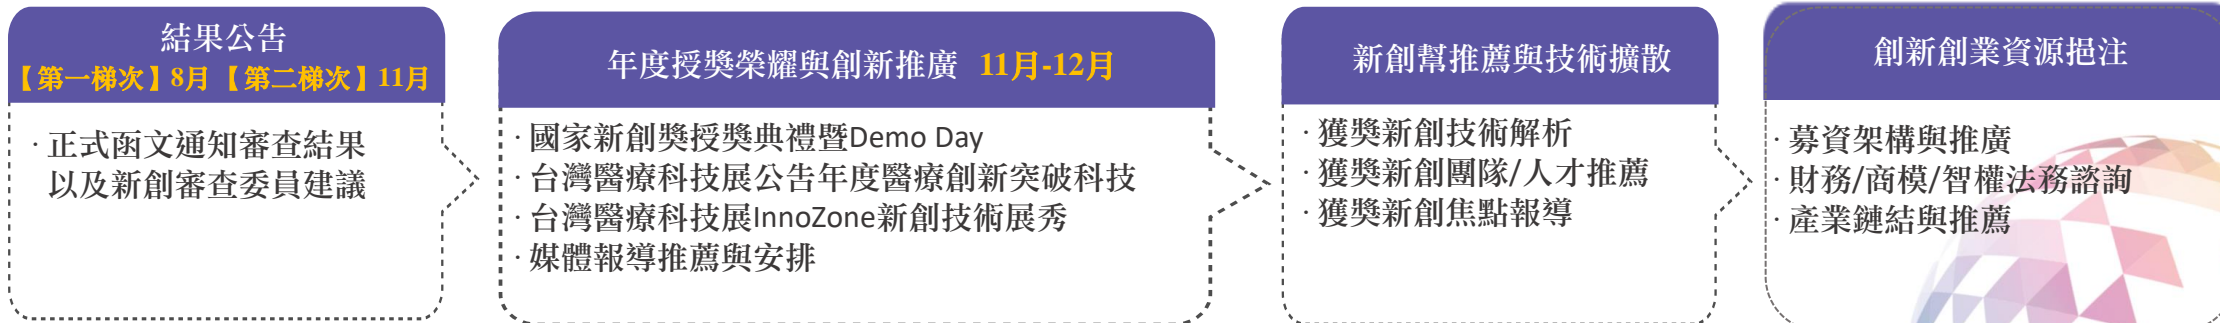 結果公告
【第一梯次】8月【第二梯次】11月
·正式函文通知審查結果
以及新創審查委員建議
年度授獎榮耀與創新推廣 11月-12月
·國家新創獎授獎典禮暨Demo Day
·台灣醫療科技展公告年度醫療創新突破科技
·台灣醫療科技展InnoZone新創技術展秀
·媒體報導推薦與安排
新創幫推薦與技術擴散
·獲獎新創技術解析
·獲獎新創團隊/人才推薦
·獲獎新創焦點報導
創新創業資源挹注
·募資架構與推廣
·財務/商模/智權法務諮詢
·產業鏈結與推薦